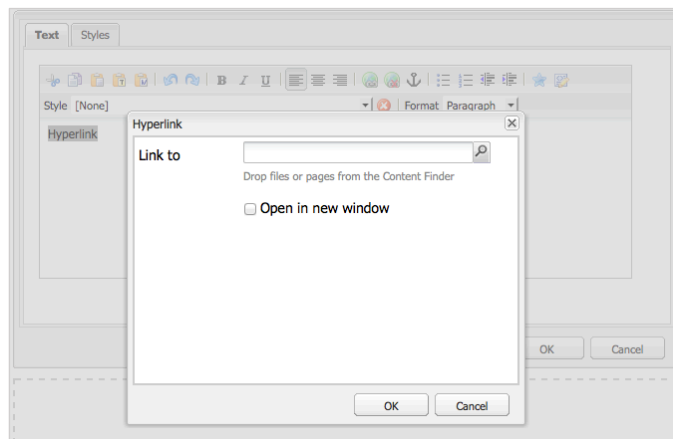 Text Styles
B I U
Style [None] Format Paragraph
Hyperlink
Hyperlink
Link to
Drop files or pages from the Content Finder
Open in new window
OK Cancel
OK Cancel